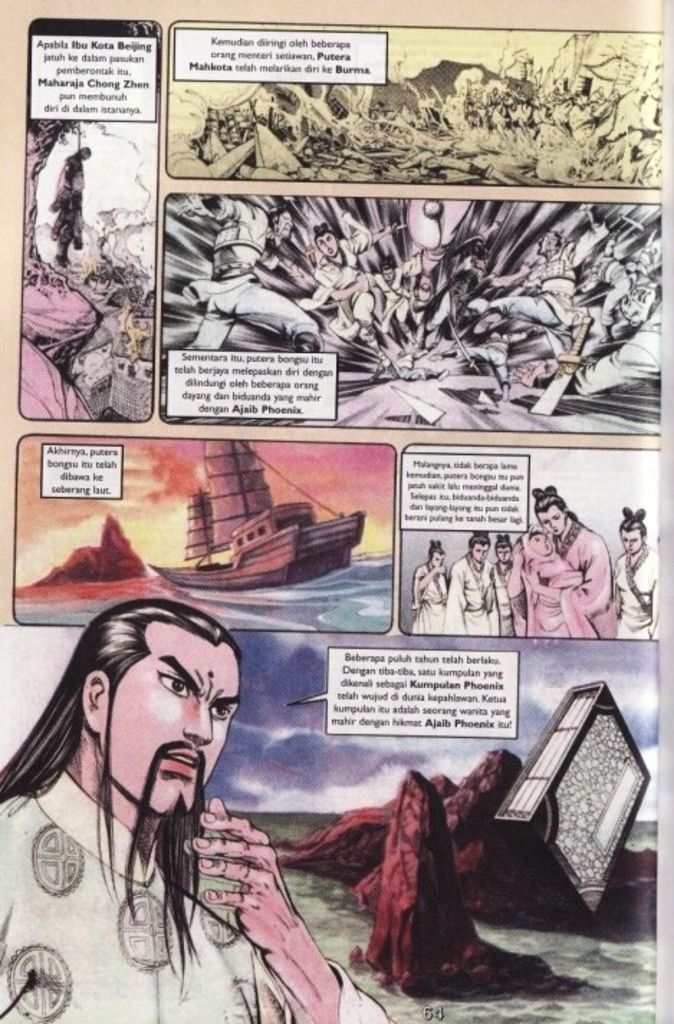 Apabila Ibu Kota Beijing
jatuh ke dalam pasukan
pemberontak itu,
Maharaja Chong Zhen
pun membunuh
diri di dalam istananya.
Kemudian diiringi oleh beberapa
orang menteri setiawan, Putera
Mahkota telah melarikan diri ke Burma.
Sementara itu, putera bongsu itu
telah berjaya melepaskan diri dengan
dilindungi oleh beberapa orang
dayang dan biduanda yang mahir
dengan Ajaib Phoenix.
Akhirnya, putera
bongsu itu telah
dibawa ke
seberang laut.
Malangnya, tidak berapa lama
kemudian, putera bongsu itu pun
jatuh sakit lalu meninggal dunia.
Selepas itu, biduanda-biduanda
dan layang-layang itu pun tidak
berani pulang ke tanah besar lagi.
Beberapa puluh tahun telah berlaku.
Dengan tiba-tiba, satu kumpulan yang
dikenali sebagai Kumpulan Phoenix
telah wujud di dunia kepahlawan. Ketua
kumpulan itu adalah seorang wanita yang
mahir dengan hikmat Ajaib Phoenix itu!
64